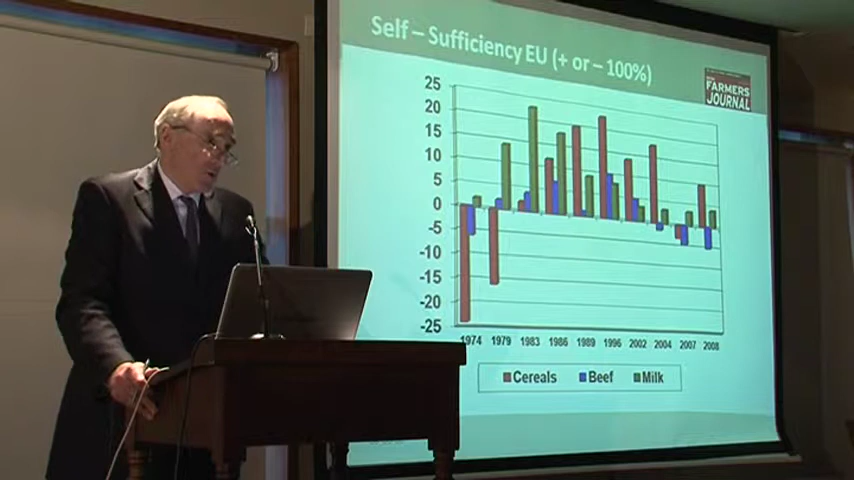 Self – Sufficiency EU (+ or – 100%)
FARMERS
JOURNAL
25
20
15
10
5
0
-5
-10
-15
-20
-25
1974 1979 1983 1986 1989 1996 2002 2004 2007 2008
Cereals Beef Milk